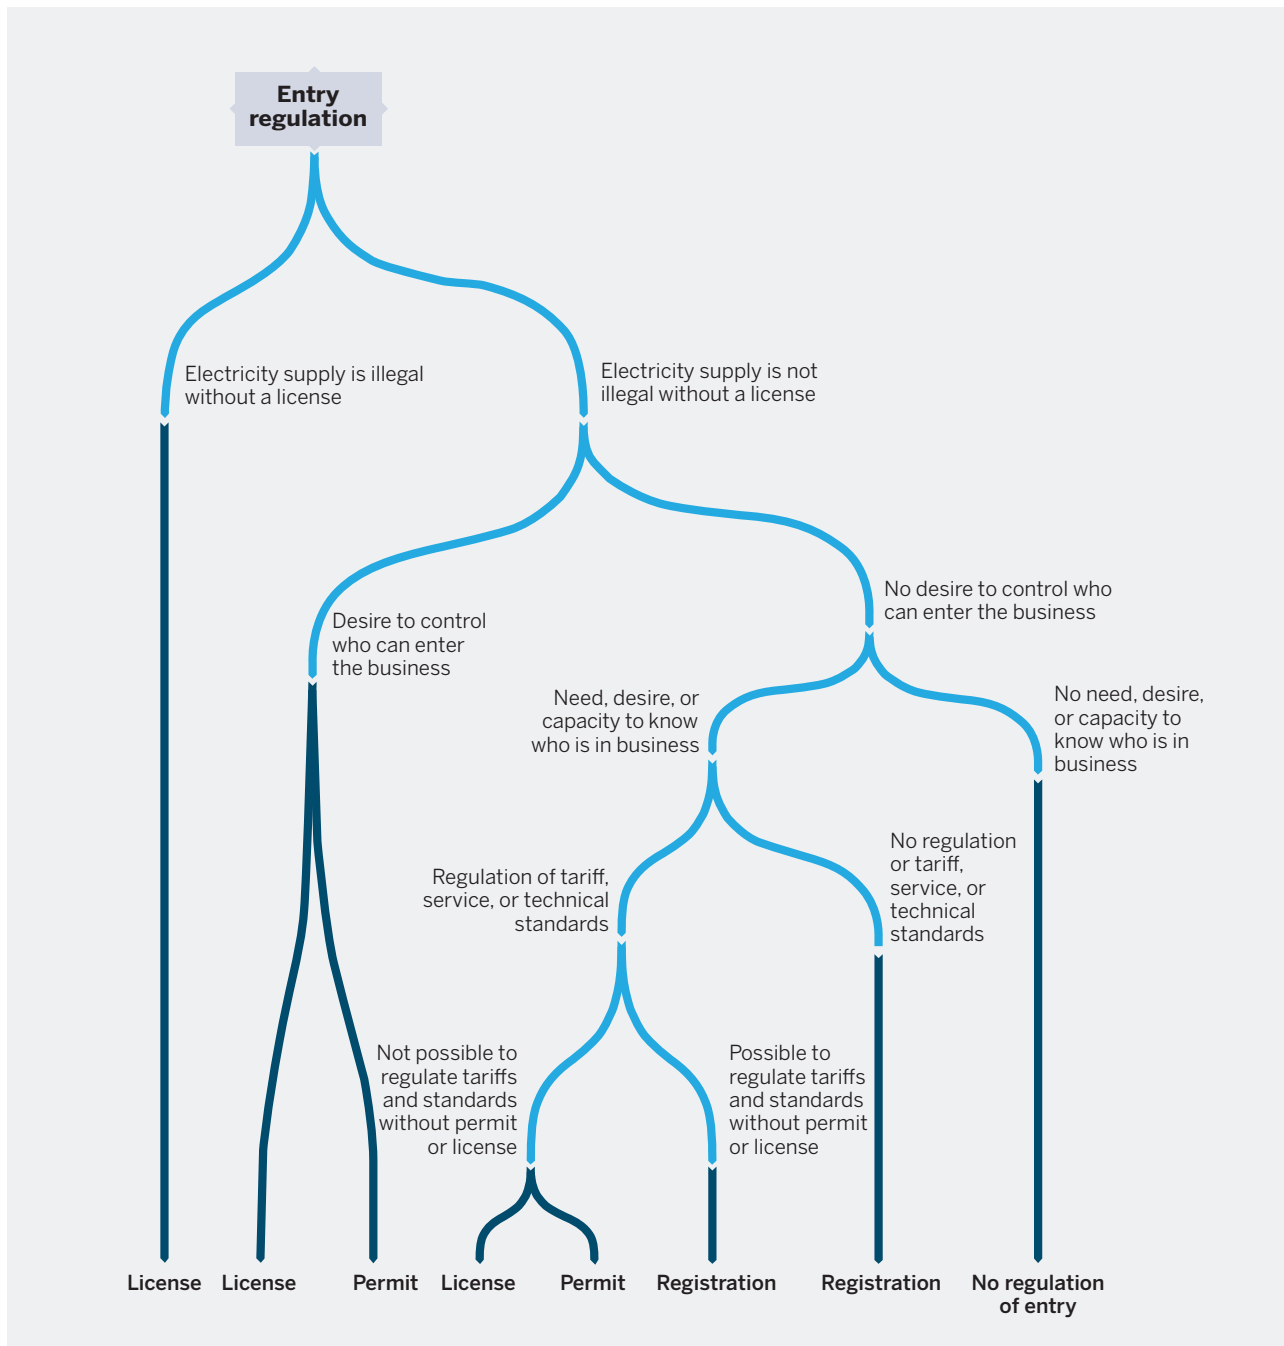 Entry
regulation
Electricity supply is illegal
without a license
Electricity supply is not
illegal without a license
Desire to control
who can enter
the business
No desire to control who
can enter the business
Need, desire, or
capacity to know
who is in business
No need, desire,
or capacity to
know who is in
business
Regulation of tariff,
service, or technical
standards
No regulation
or tariff,
service, or
technical
standards
Not possible to
regulate tariffs
and standards
without permit
or license
Possible to
regulate tariffs
and standards
without permit
or license
License
License
Permit
License
Permit
Registration
Registration
No regulation
of entry